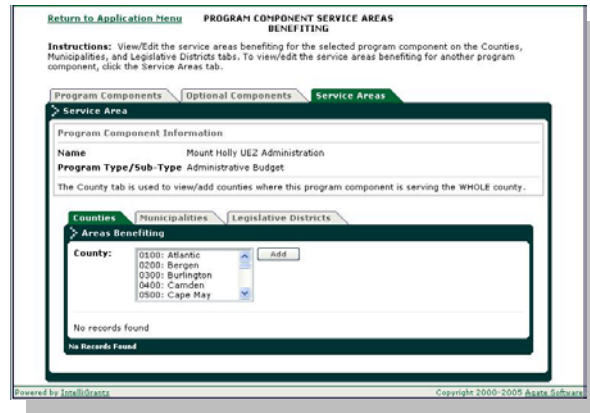 Return to Application Menu
PROGRAM COMPONENT SERVICE AREAS
BENEFITING
Instructions: View/Edit the service areas benefiting for the selected program component on the Counties,
Municipalities, and Legislative Districts tabs. To view/edit the service areas benefiting for another program
component, click the Service Areas tab.
Program Components
Optional Components
Service Areas
Service Area
Program Component Information
Name Mount Holly UEZ Administration
Program Type/Sub-Type Administrative Budget
The County tab is used to view/add counties where this program component is serving the WHOLE county.
Counties
Municipalities
Legislative Districts
Areas Benefiting
County:
0100: Atlantic
0200: Bergen
0300: Burlington
0400: Camden
0500: Cape May
Add
No records found
No Records Found
Powered by IntelliGrants
Copyright 2000-2005 Agate Software